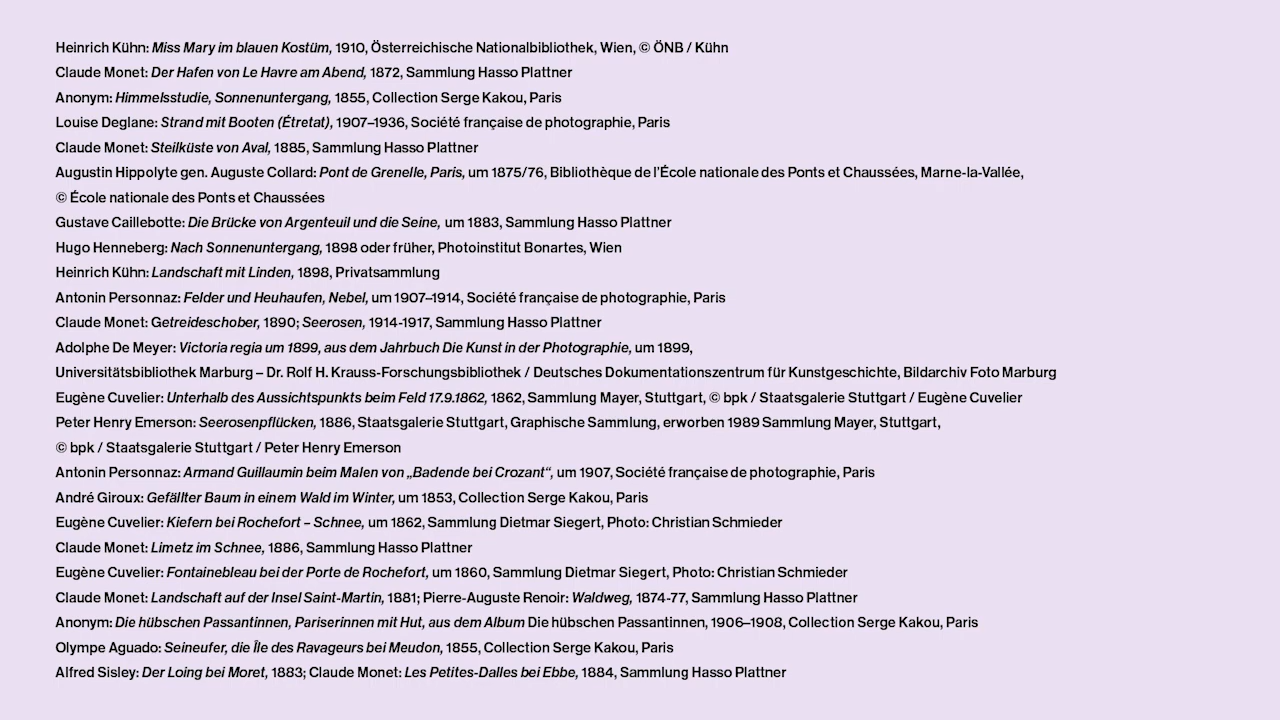 Heinrich Kühn: Miss Mary im blauen Kostüm, 1910, Österreichische Nationalbibliothek, Wien, © ÖNB / Kühn
Claude Monet: Der Hafen von Le Havre am Abend, 1872, Sammlung Hasso Plattner
Anonym: Himmelsstudie, Sonnenuntergang, 1855, Collection Serge Kakou, Paris
Louise Deglane: Strand mit Booten (Étretat), 1907–1936, Société française de photographie, Paris
Claude Monet: Steilküste von Aval, 1885, Sammlung Hasso Plattner
Augustin Hippolyte gen. Auguste Collard: Pont de Grenelle, Paris, um 1875/76, Bibliothèque de l’École nationale des Ponts et Chaussées, Marne-la-Vallée,
© École nationale des Ponts et Chaussées
Gustave Caillebotte: Die Brücke von Argenteuil und die Seine, um 1883, Sammlung Hasso Plattner
Hugo Henneberg: Nach Sonnenuntergang, 1898 oder früher, Photoinstitut Bonartes, Wien
Heinrich Kühn: Landschaft mit Linden, 1898, Privatsammlung
Antonin Personnaz: Felder und Heuhaufen, Nebel, um 1907–1914, Société française de photographie, Paris
Claude Monet: Getreideschober, 1890; Seerosen, 1914-1917, Sammlung Hasso Plattner
Adolphe De Meyer: Victoria regia um 1899, aus dem Jahrbuch Die Kunst in der Photographie, um 1899,
Universitätsbibliothek Marburg – Dr. Rolf H. Krauss-Forschungsbibliothek / Deutsches Dokumentationszentrum für Kunstgeschichte, Bildarchiv Foto Marburg
Eugène Cuvelier: Unterhalb des Aussichtspunkts beim Feld 17.9.1862, 1862, Sammlung Mayer, Stuttgart, © bpk / Staatsgalerie Stuttgart / Eugène Cuvelier
Peter Henry Emerson: Seerosenpflücken, 1886, Staatsgalerie Stuttgart, Graphische Sammlung, erworben 1989 Sammlung Mayer, Stuttgart,
© bpk / Staatsgalerie Stuttgart / Peter Henry Emerson
Antonin Personnaz: Armand Guillaumin beim Malen von „Badende bei Crozant“, um 1907, Société française de photographie, Paris
André Giroux: Gefällter Baum in einem Wald im Winter, um 1853, Collection Serge Kakou, Paris
Eugène Cuvelier: Kiefern bei Rochefort – Schnee, um 1862, Sammlung Dietmar Siegert, Photo: Christian Schmieder
Claude Monet: Limetz im Schnee, 1886, Sammlung Hasso Plattner
Eugène Cuvelier: Fontainebleau bei der Porte de Rochefort, um 1860, Sammlung Dietmar Siegert, Photo: Christian Schmieder
Claude Monet: Landschaft auf der Insel Saint-Martin, 1881; Pierre-Auguste Renoir: Waldweg, 1874-77, Sammlung Hasso Plattner
Anonym: Die hübschen Passantinnen, Pariserinnen mit Hut, aus dem Album Die hübschen Passantinnen, 1906–1908, Collection Serge Kakou, Paris
Olympe Aguado: Seineufer, die Île des Ravageurs bei Meudon, 1855, Collection Serge Kakou, Paris
Alfred Sisley: Der Loing bei Moret, 1883; Claude Monet: Les Petites-Dalles bei Ebbe, 1884, Sammlung Hasso Plattner